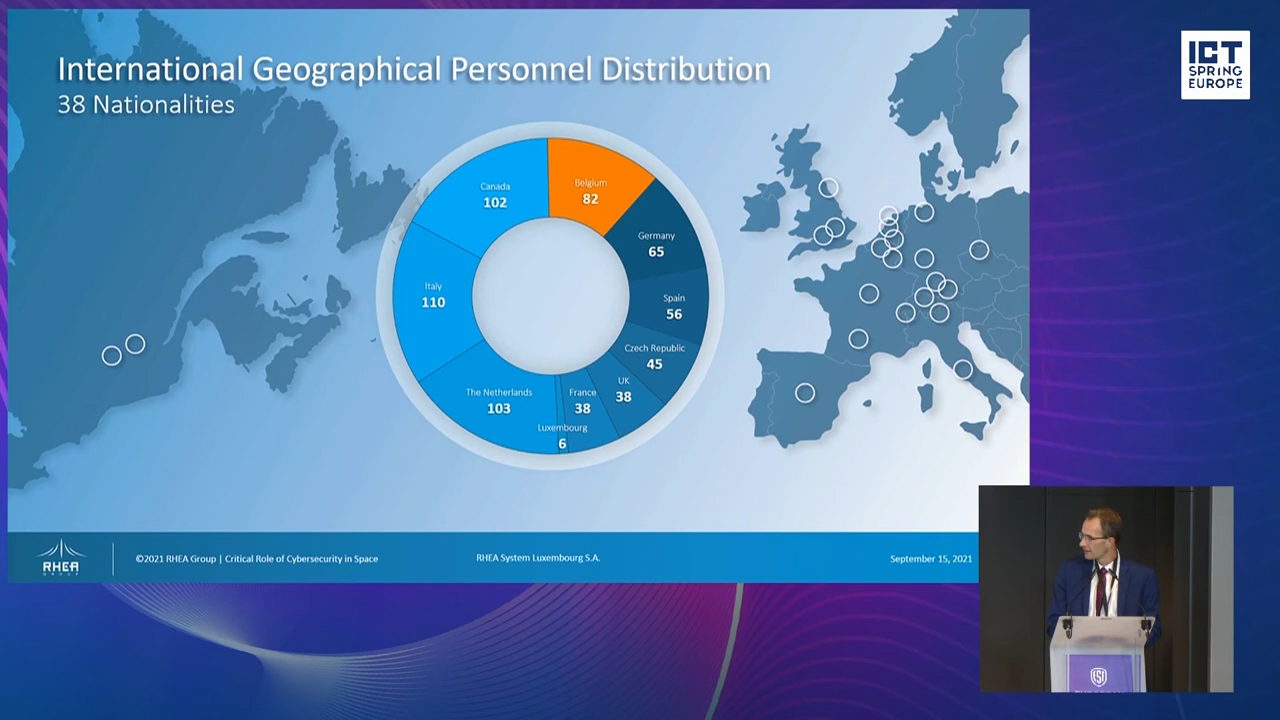 International Geographical Personnel Distribution
38 Nationalities
ICT
SPRING
EUROPE
Canada
102
Belgium
82
Germany
65
Italy
110
Spain
56
Czech Republic
45
UK
38
The Netherlands
103
France
38
Luxembourg
6
RHEA
GROUP
©2021 RHEA Group | Critical Role of Cybersecurity in Space
RHEA System Luxembourg S.A.
September 15, 2021